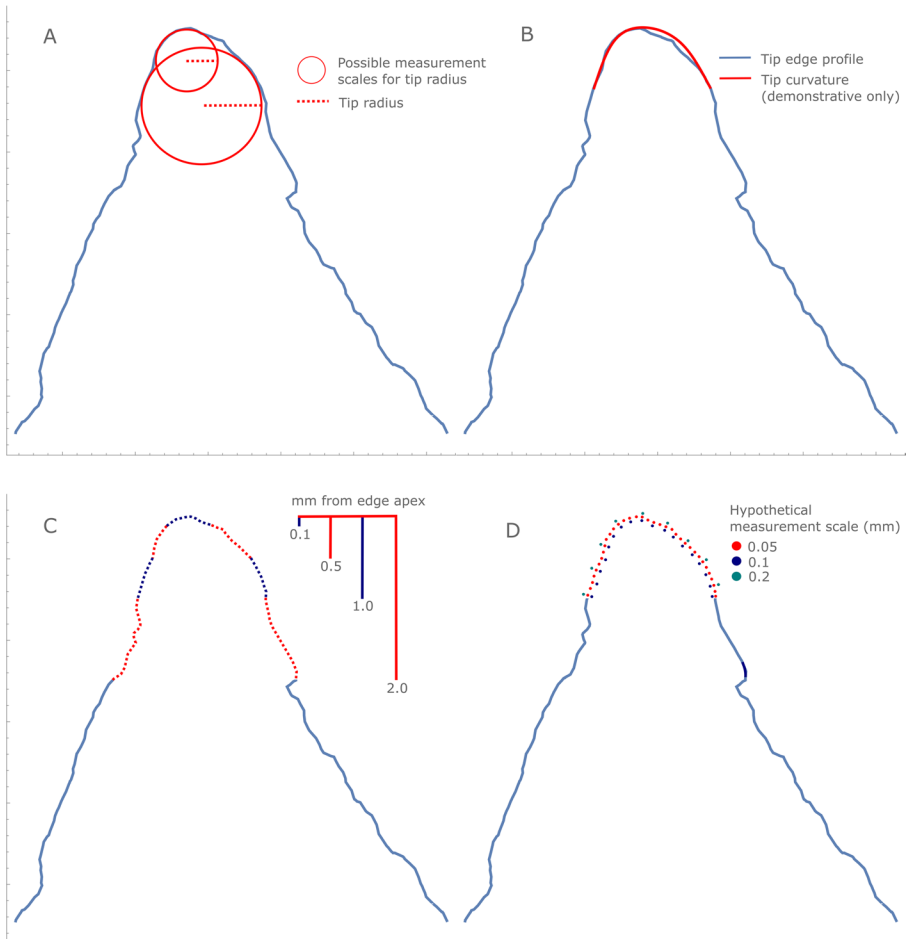 A
Possible measurement
scales for tip radius
Tip radius
B
Tip edge profile
Tip curvature
(demonstrative only)
C
mm from edge apex
0.1
0.5
1.0
2.0
D
Hypothetical
measurement scale (mm)
0.05
0.1
0.2